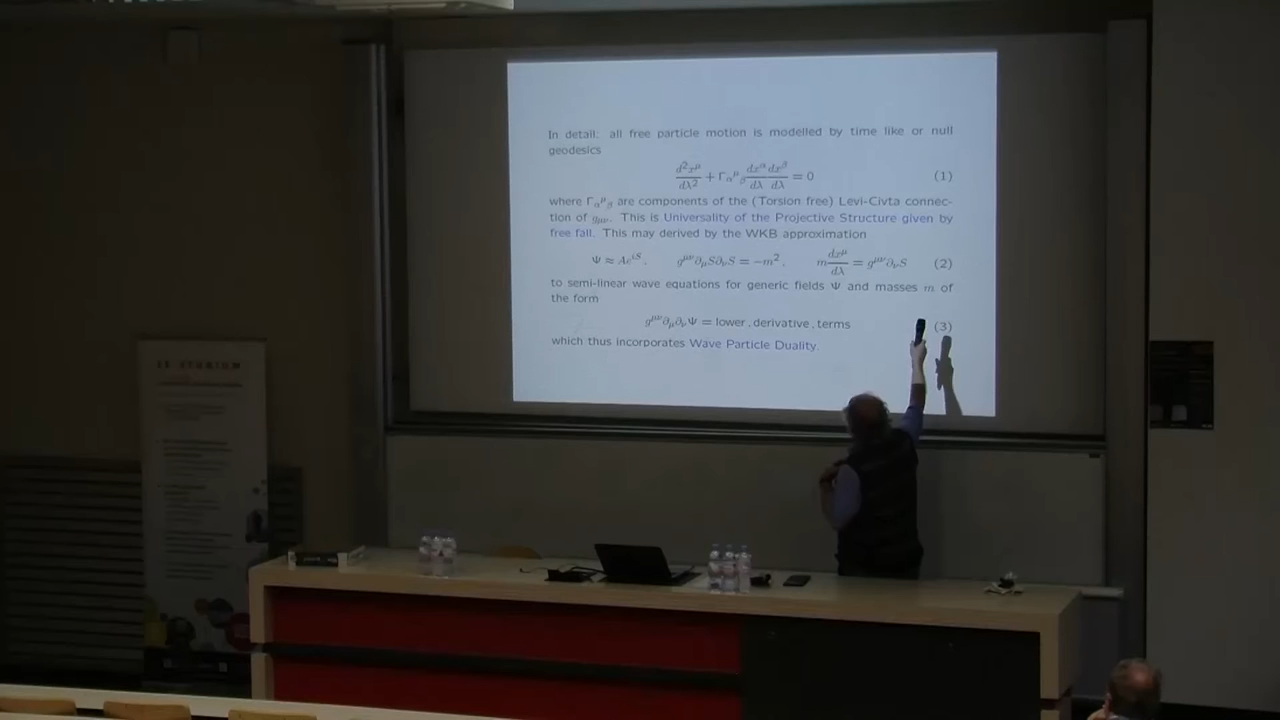 In detail: all free particle motion is modelled by time like or null
geodesics
d²x^μ/dλ² + Γ_α^μ_β dx^α/dλ dx^β/dλ = 0 (1)
where Γ_α^μ_β are components of the (Torsion free) Levi-Civta connec-
tion of g_μν. This is Universality of the Projective Structure given by
free fall. This may derived by the WKB approximation
Ψ ≈ Ae^iS, g^μν ∂_μS∂_νS = −m², m dx^μ/dλ = g^μν ∂_νS (2)
to semi-linear wave equations for generic fields Ψ and masses m of
the form
g^μν ∂_μ∂_νΨ = lower, derivative, terms (3)
which thus incorporates Wave Particle Duality.
LE STUDIUM